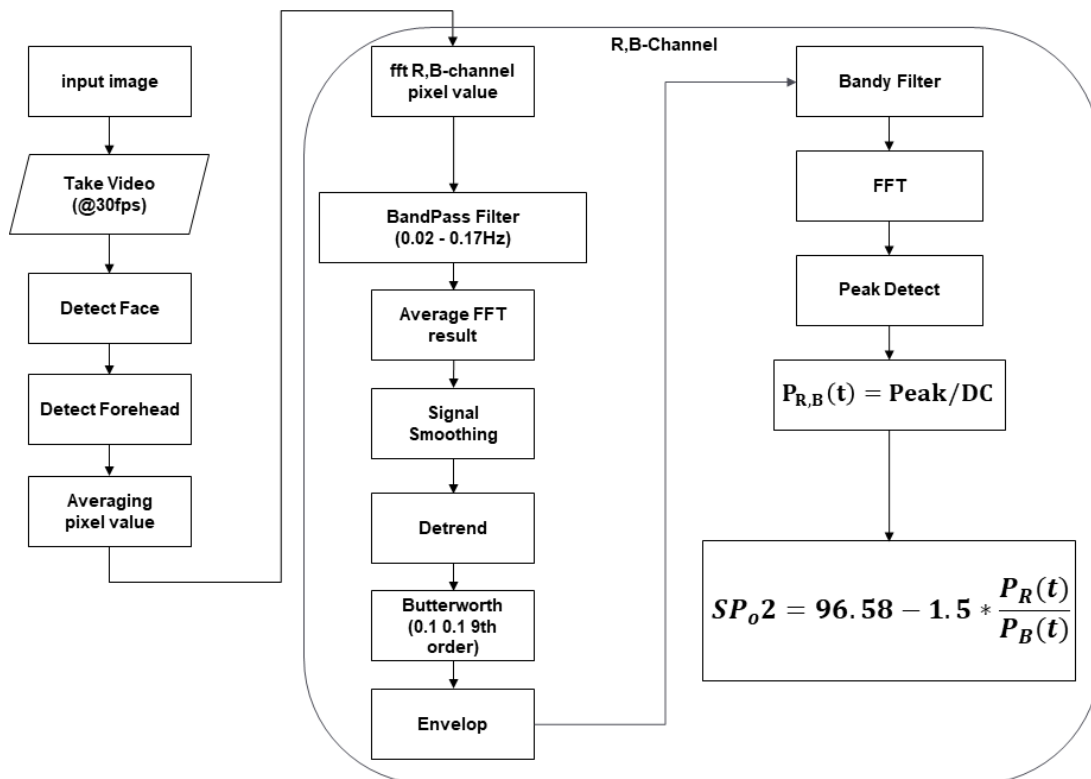 input image
Take Video
(@30fps)
Detect Face
Detect Forehead
Averaging
pixel value
R,B-Channel
fft R,B-channel
pixel value
BandPass Filter
(0.02 - 0.17Hz)
Average FFT
result
Signal
Smoothing
Detrend
Butterworth
(0.1 0.1 9th
order)
Envelop
Bandy Filter
FFT
Peak Detect
P_{R,B}(t) = Peak/DC
SP_o2 = 96.58 − 1.5 * P_R(t)/P_B(t)